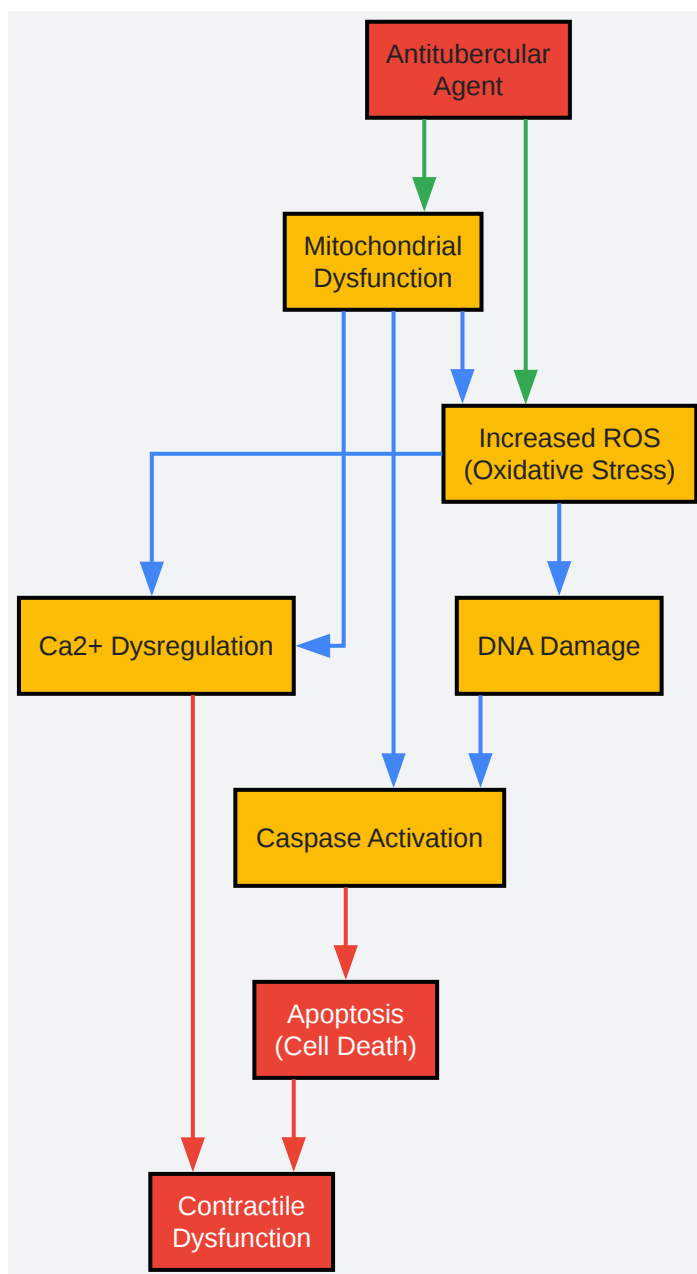 Antitubercular
Agent
Mitochondrial
Dysfunction
Increased ROS
(Oxidative Stress)
Ca2+ Dysregulation
DNA Damage
Caspase Activation
Apoptosis
(Cell Death)
Contractile
Dysfunction